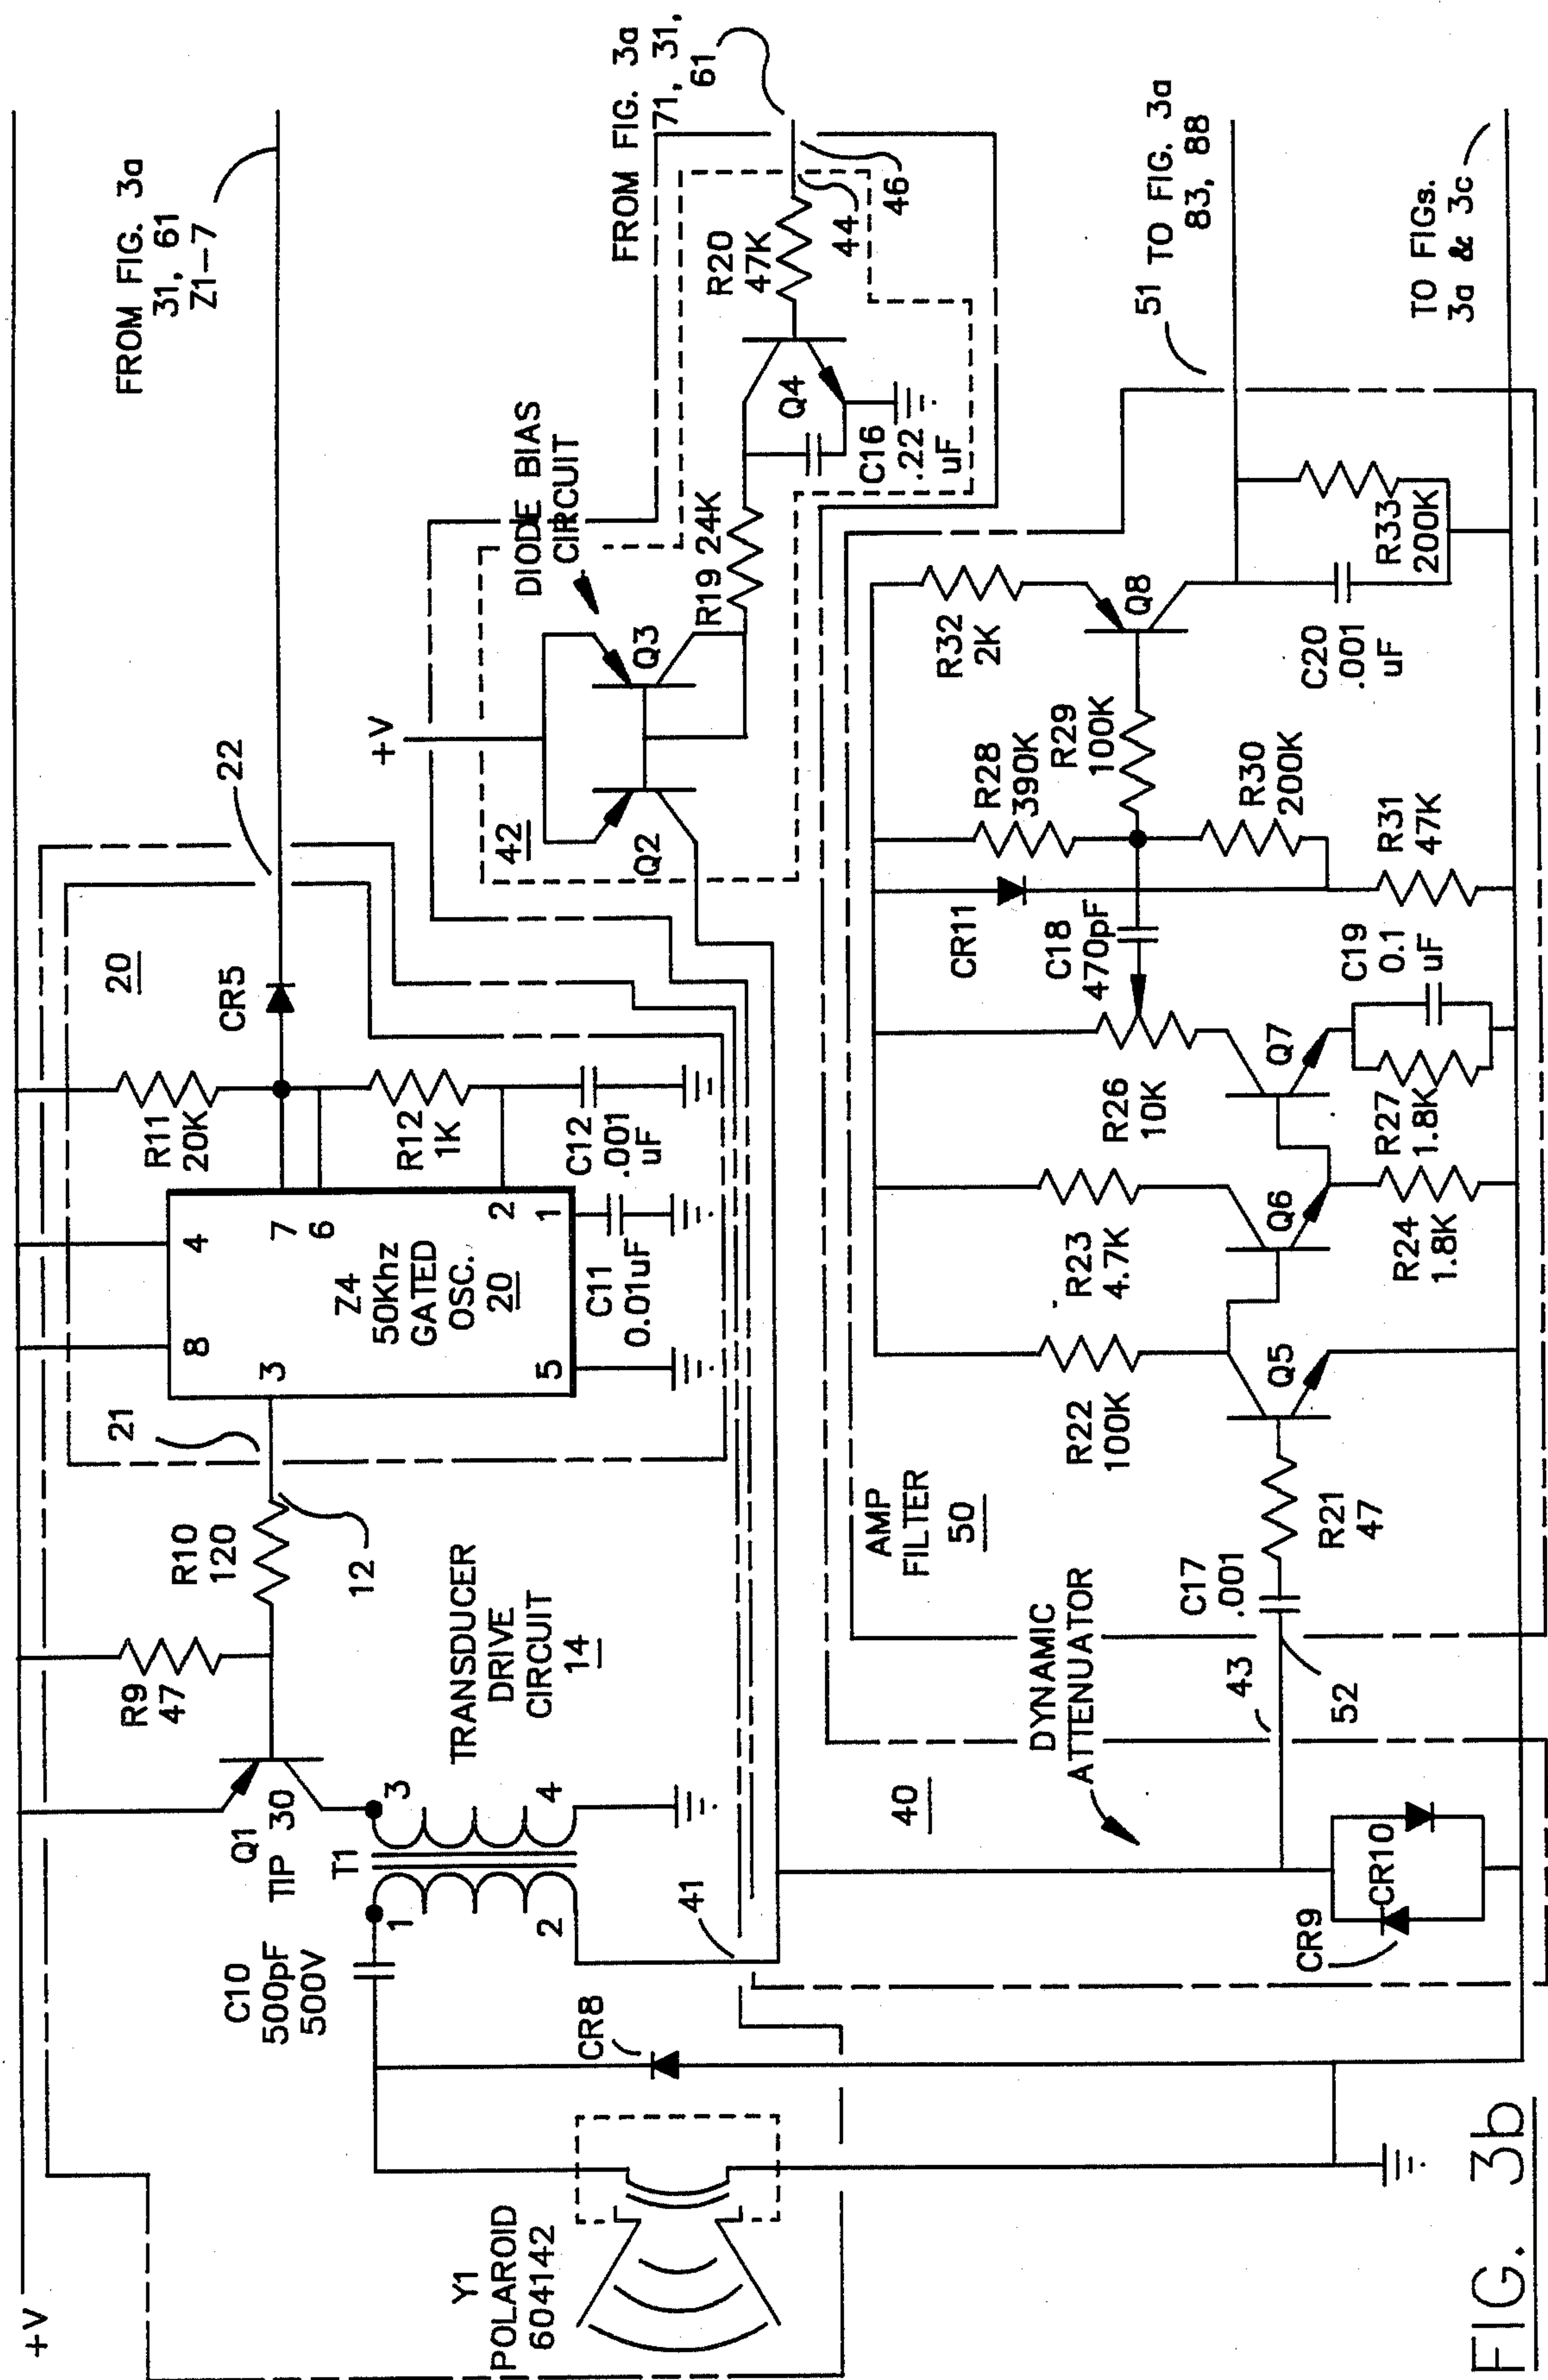 +V
FROM FIG. 3a
31, 61
Z1-7
22
20
CR5
R11
20K
R12
1K
C12
.001
uF
4
8
7
6
3
2
1
5
Z4
50Khz
GATED
OSC.
20
C11
0.01uF
21
12
R10
120
R9
47
TRANSDUCER
DRIVE
CIRCUIT
14
Q1
TIP 30
T1
3
4
1
2
C10
500pF
500V
41
CR8
Y1
POLAROID
604142
FROM FIG. 3a
71, 31,
61
46
44
R20
47K
Q4
C16
.22
uF
DIODE BIAS
CIRCUIT
R19 24K
+V
Q3
Q2
42
51 TO FIG. 3a
83, 88
TO FIGs.
3a & 3c
R33
200K
C20
.001
uF
Q8
R32
2K
R29
100K
R28
390K
R30
200K
R31
47K
CR11
C18
470pF
C19
0.1
uF
R26
10K
Q7
R27
1.8K
R23
4.7K
Q6
R24
1.8K
R22
100K
Q5
R21
47
C17
.001
AMP
FILTER
50
52
43
DYNAMIC
ATTENUATOR
40
CR10
CR9
FIG. 3b